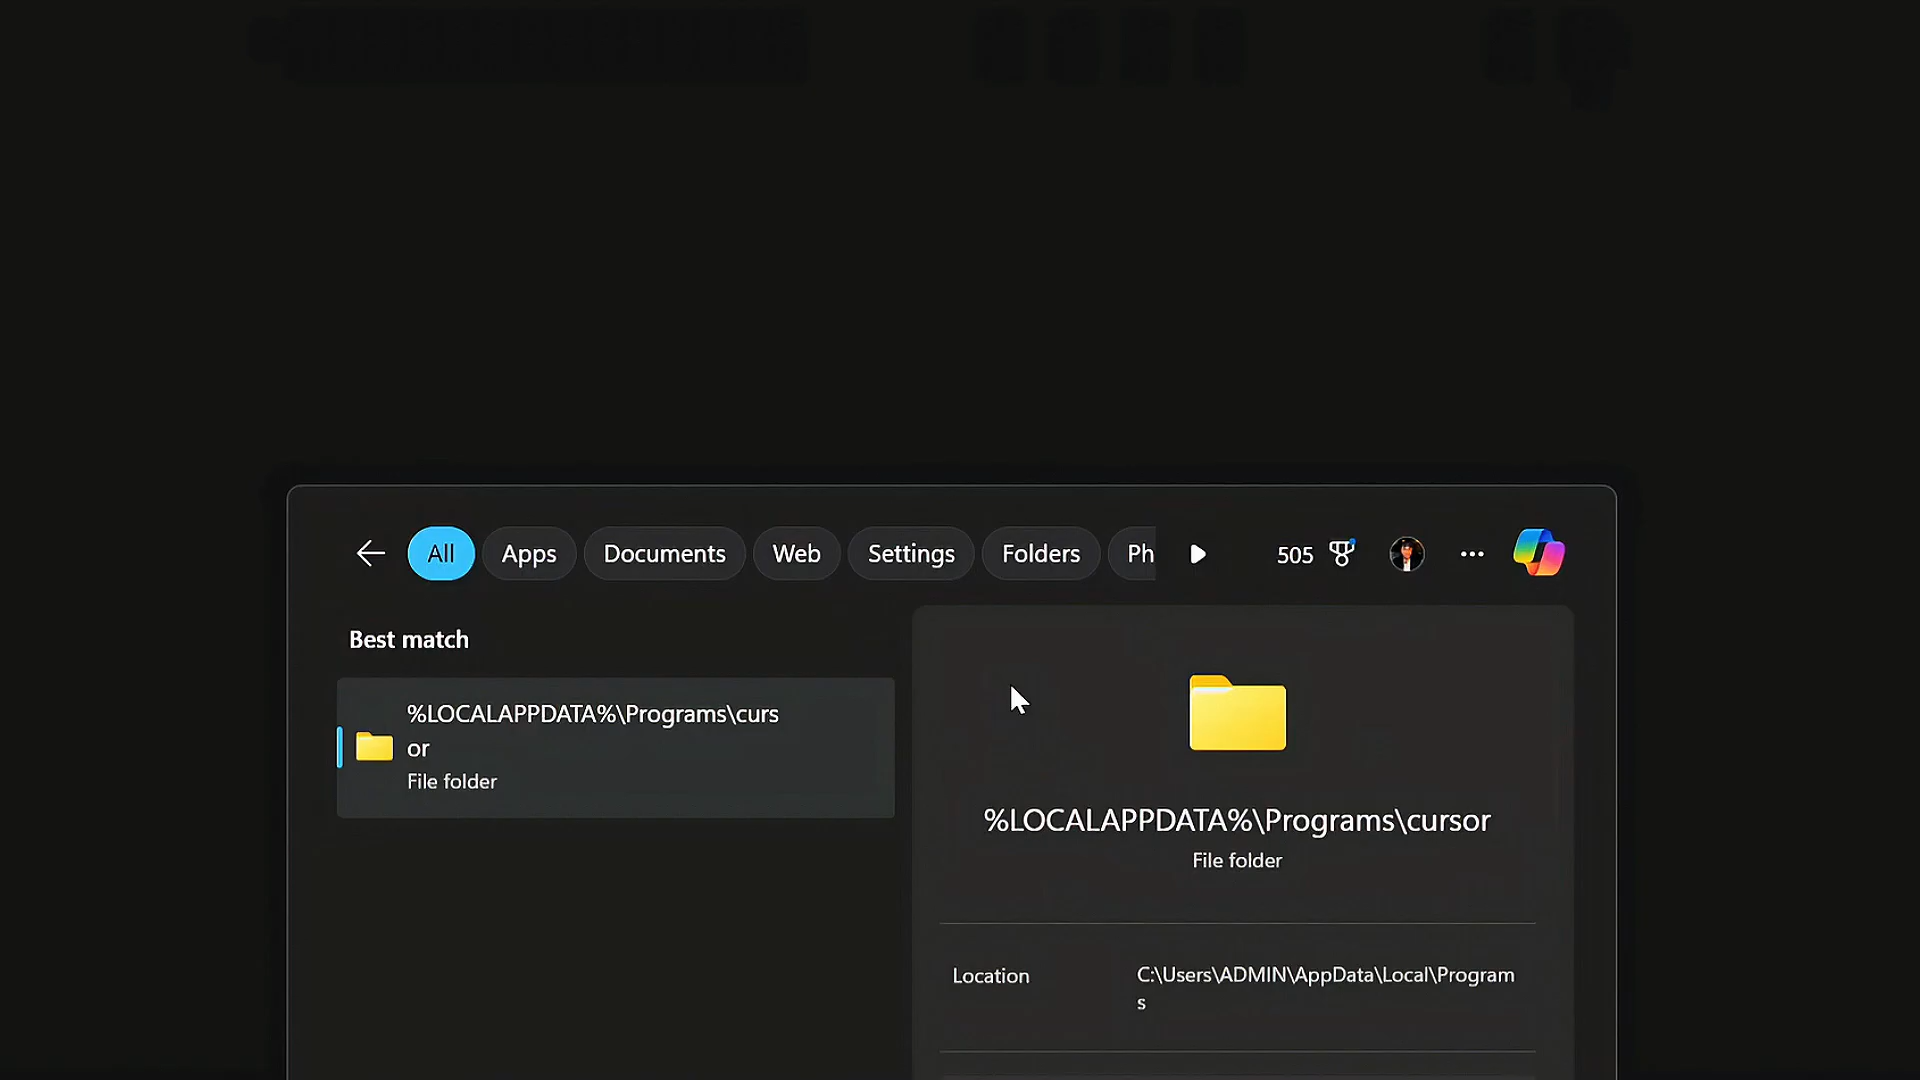 All Apps Documents Web Settings Folders Ph 505
Best match
%LOCALAPPDATA%\Programs\curs
or
File folder
%LOCALAPPDATA%\Programs\cursor
File folder
Location C:\Users\ADMIN\AppData\Local\Program
s